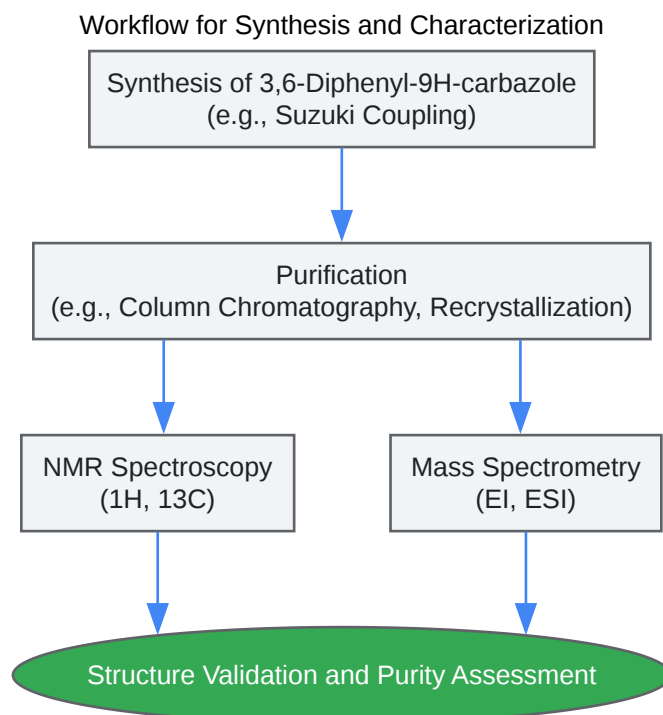 Workflow for Synthesis and Characterization
Synthesis of 3,6-Diphenyl-9H-carbazole
(e.g., Suzuki Coupling)
Purification
(e.g., Column Chromatography, Recrystallization)
NMR Spectroscopy
(1H, 13C)
Mass Spectrometry
(EI, ESI)
Structure Validation and Purity Assessment